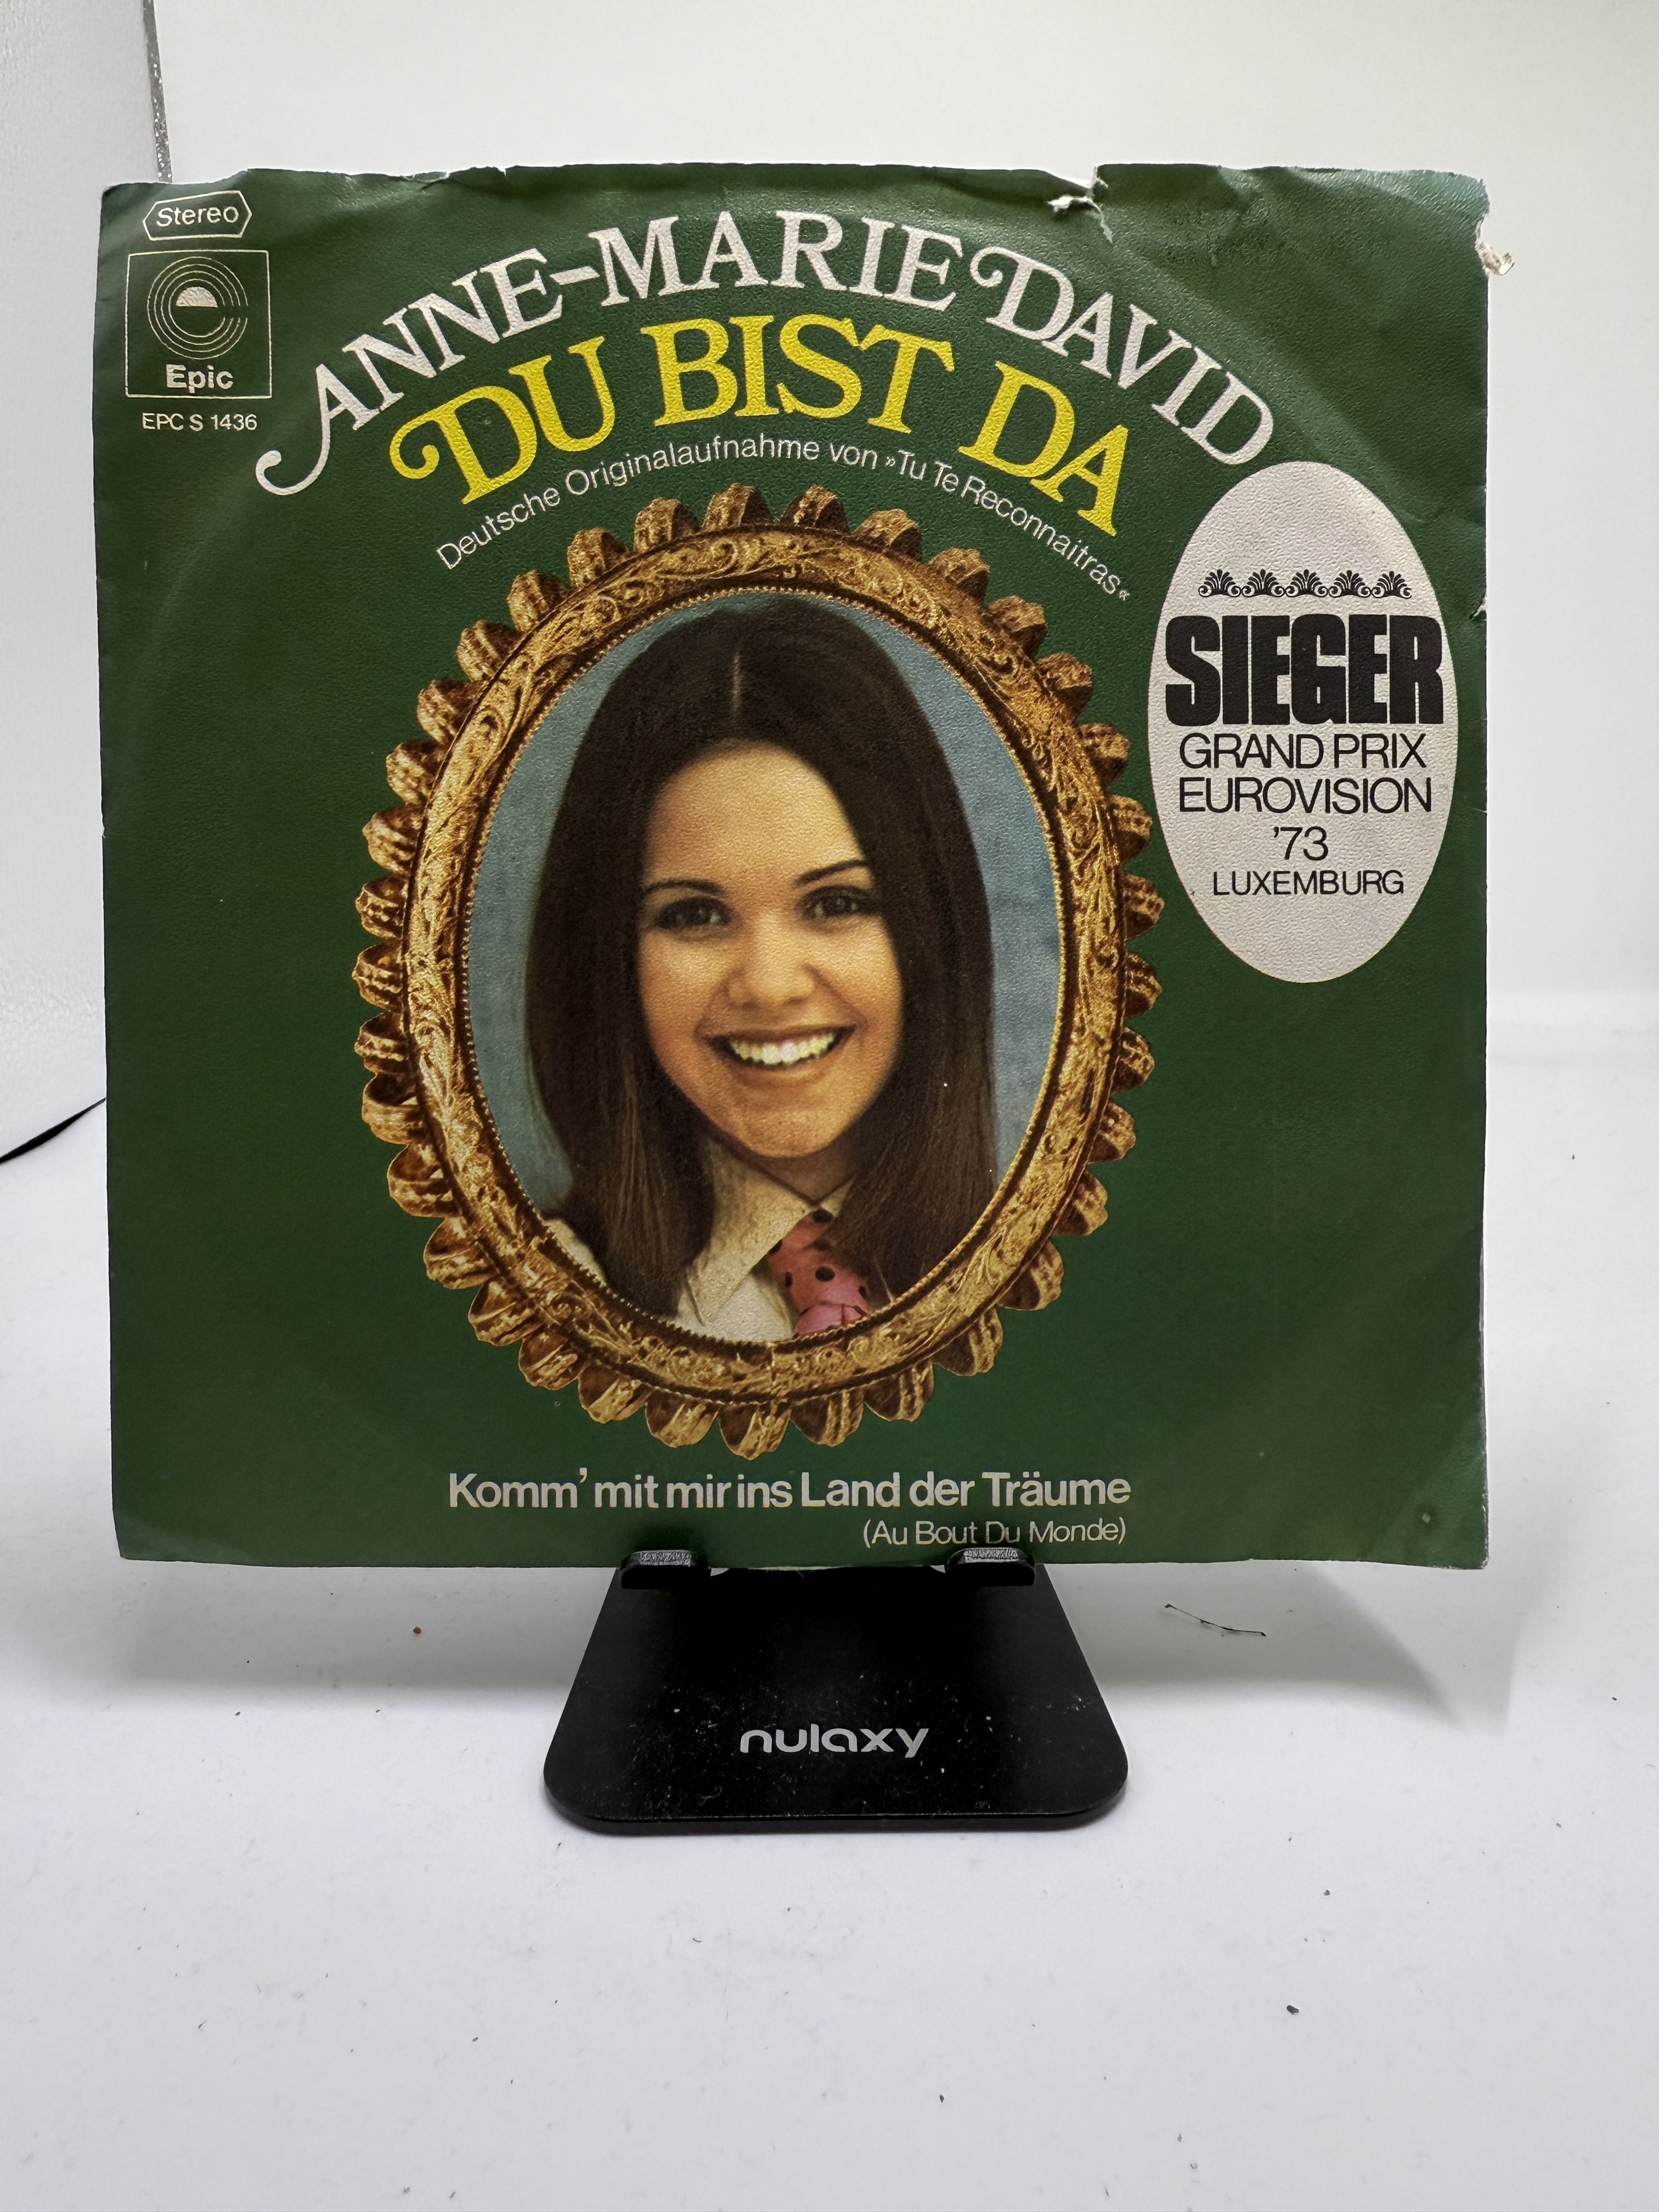 Stereo
Epic
EPC S 1436
ANNE-MARIE DAVID
DU BIST DA
Deutsche Originalaufnahme von »Tu Te Reconnaitras«
SIEGER
GRAND PRIX
EUROVISION
'73
LUXEMBURG
Komm' mit mir ins Land der Träume
(Au Bout Du Monde)
nulaxy